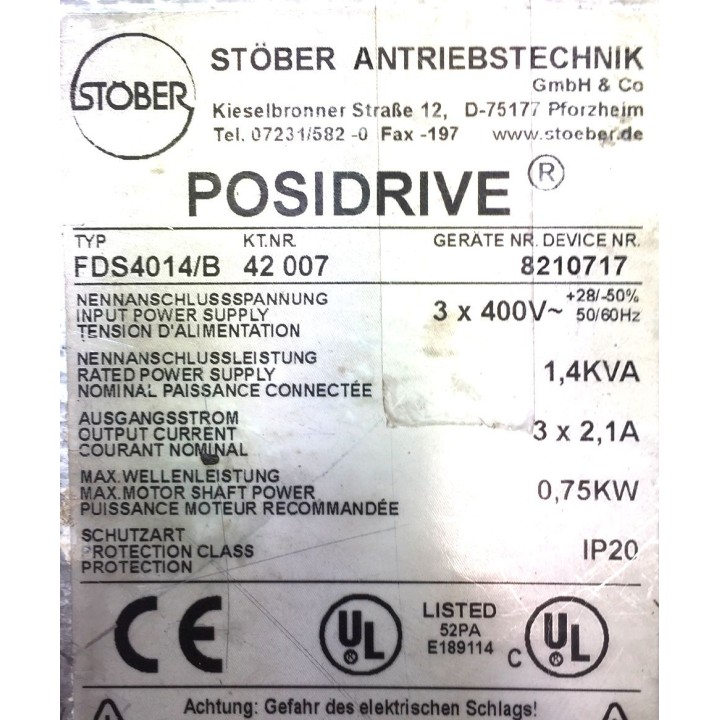 STÖBER
STÖBER ANTRIEBSTECHNIK
GmbH & Co
Kieselbronner Straße 12, D-75177 Pforzheim
Tel. 07231/582 -0 Fax -197 www.stoeber.de
POSIDRIVE ®
TYP KT.NR. GERÄTE NR. DEVICE NR.
FDS4014/B 42 007 8210717
NENNANSCHLUSSSPANNUNG
INPUT POWER SUPPLY
TENSION D'ALIMENTATION
3 x 400V~ +28/-50%
50/60Hz
NENNANSCHLUSSLEISTUNG
RATED POWER SUPPLY
NOMINAL PAISSANCE CONNECTÉE
1,4KVA
AUSGANGSSTROM
OUTPUT CURRENT
COURANT NOMINAL
3 x 2,1A
MAX.WELLENLEISTUNG
MAX.MOTOR SHAFT POWER
PUISSANCE MOTEUR RECOMMANDÉE
0,75KW
SCHUTZART
PROTECTION CLASS
PROTECTION
IP20
CE
UL ®
LISTED
52PA
E189114
C UL ®
Achtung: Gefahr des elektrischen Schlags!